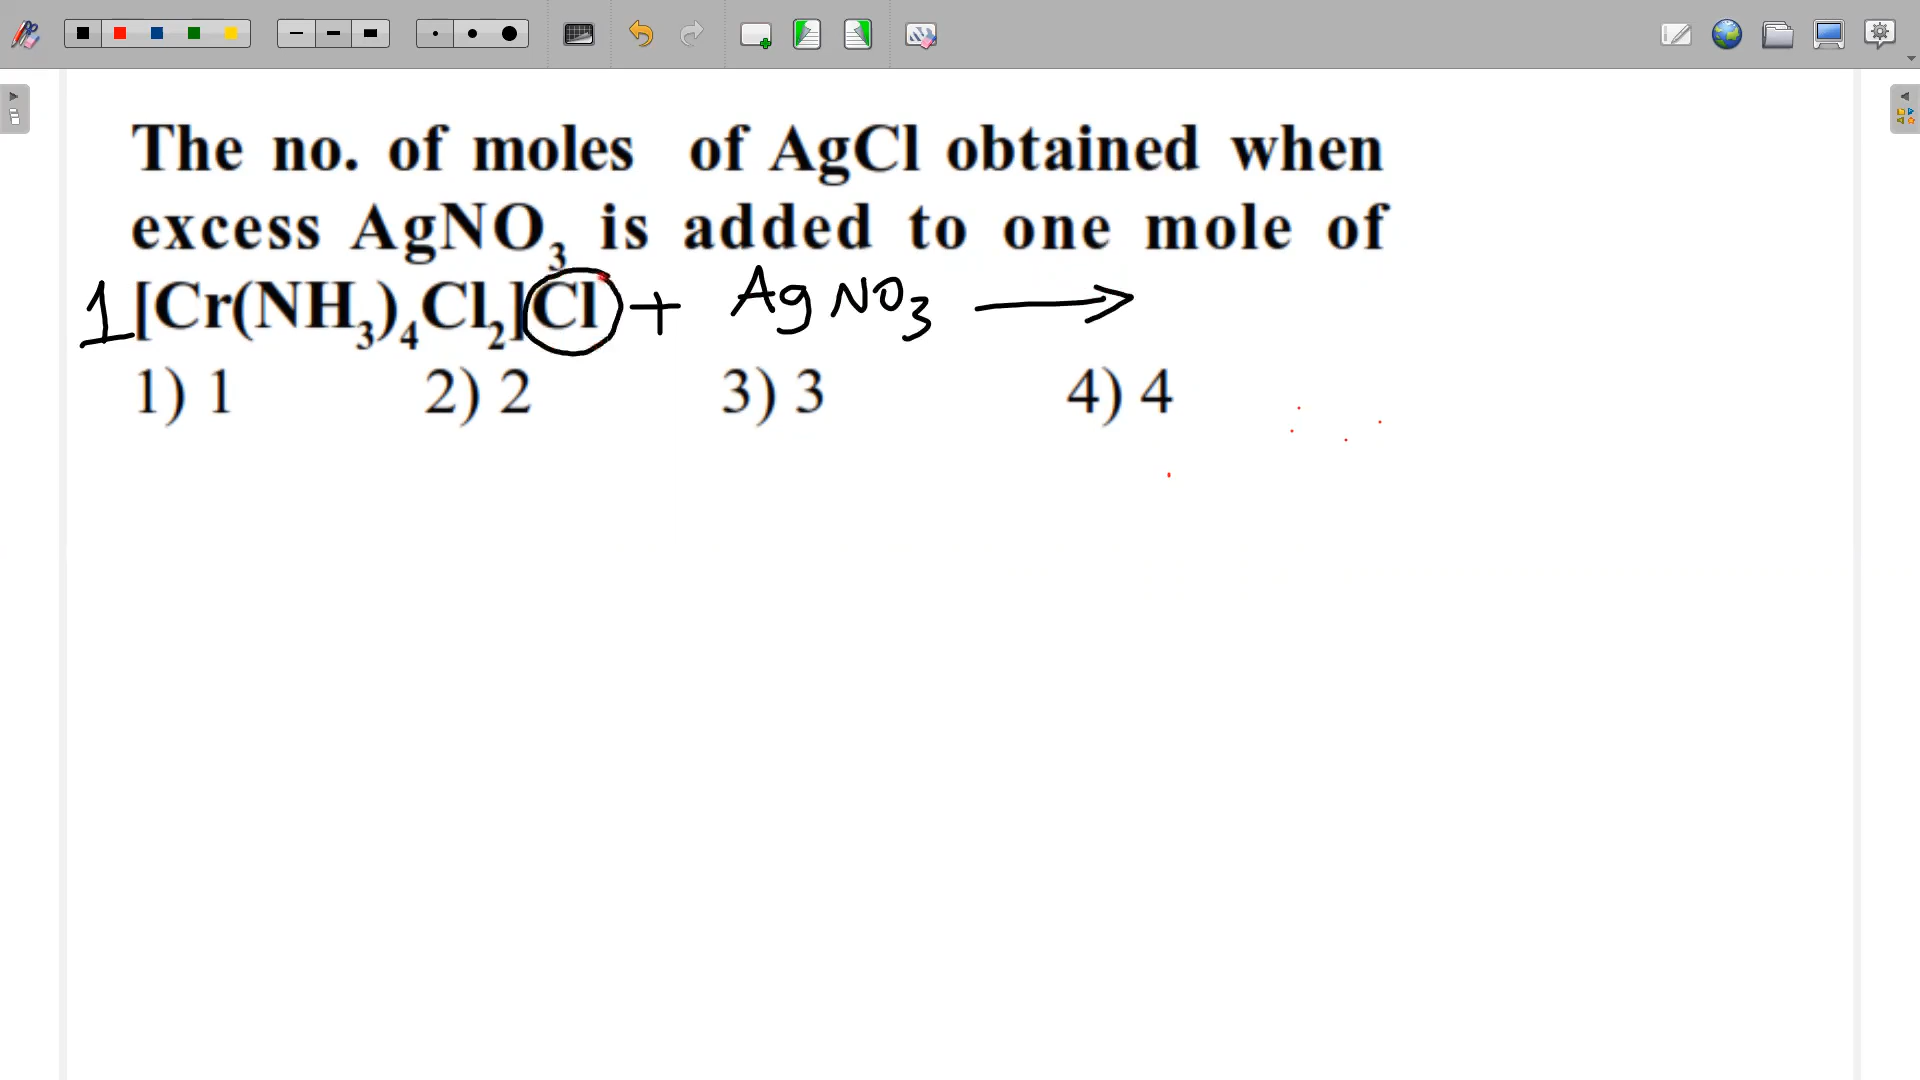 The no. of moles of AgCl obtained when
excess AgNO₃ is added to one mole of
1 [Cr(NH₃)₄Cl₂]Cl + AgNO₃ ⟶
1) 1 2) 2 3) 3 4) 4